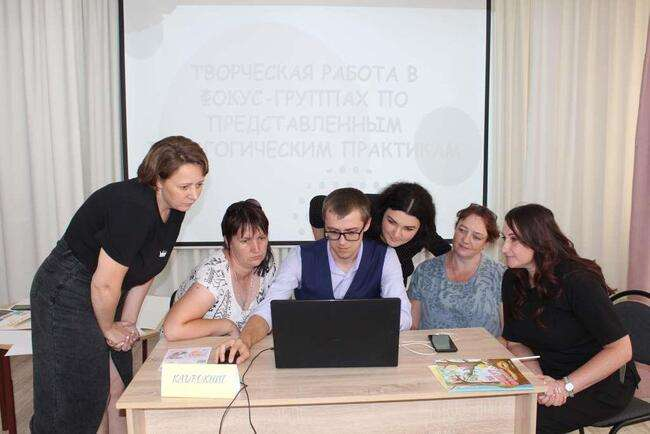 ТВОРЧЕСКАЯ РАБОТА В
ФОКУС-ГРУППАХ ПО
ПРЕДСТАВЛЕННЫМ
ПРАКТИКАМ